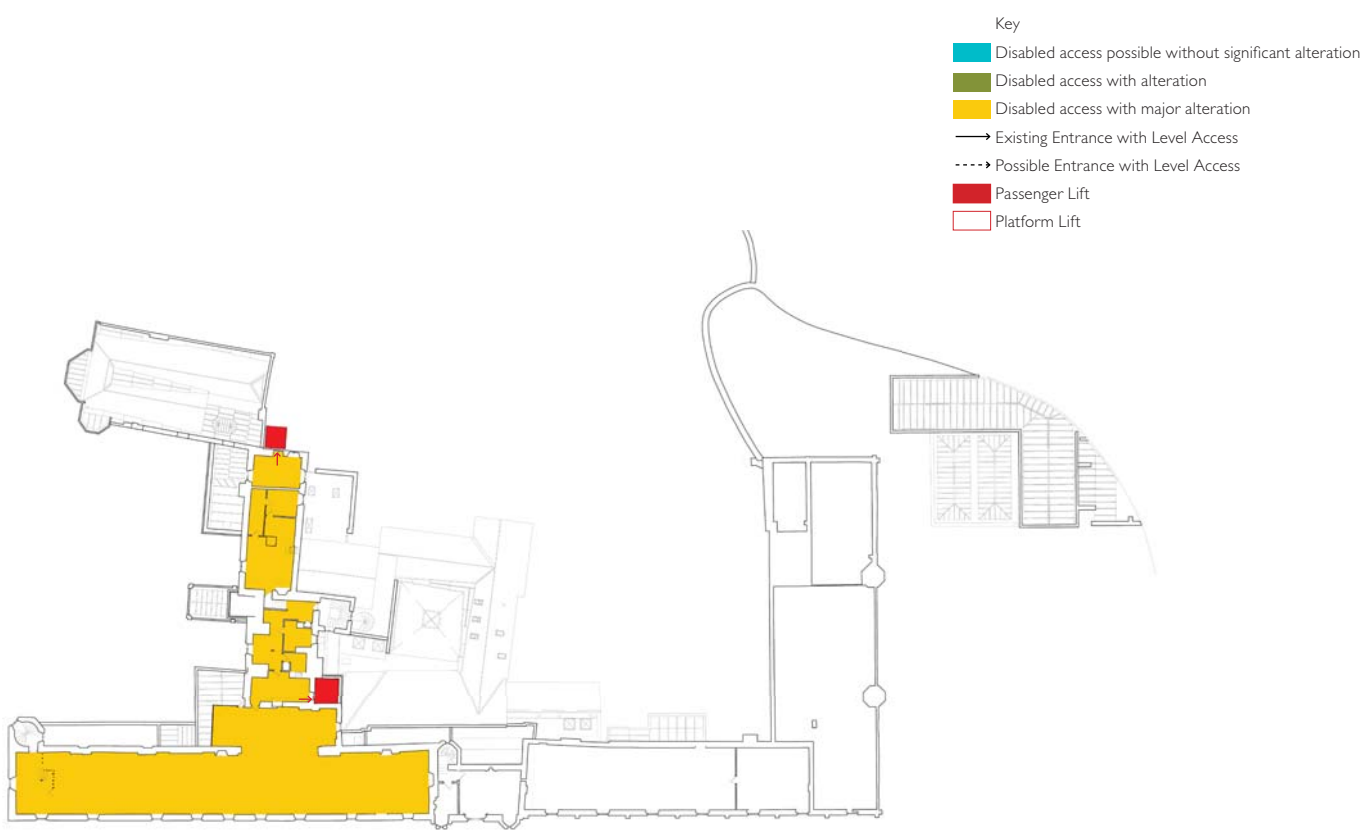 Key
Disabled access possible without significant alteration
Disabled access with alteration
Disabled access with major alteration
Existing Entrance with Level Access
Possible Entrance with Level Access
Passenger Lift
Platform Lift